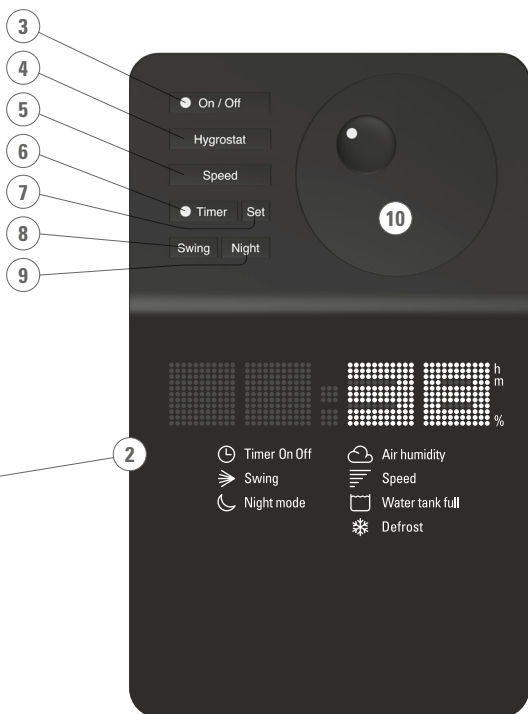 3
4
5
6
7
8
9
On / Off
Hygrostat
Speed
Timer Set
Swing Night
10
38 h m %
2
Timer On Off
Swing
Night mode
Air humidity
Speed
Water tank full
Defrost